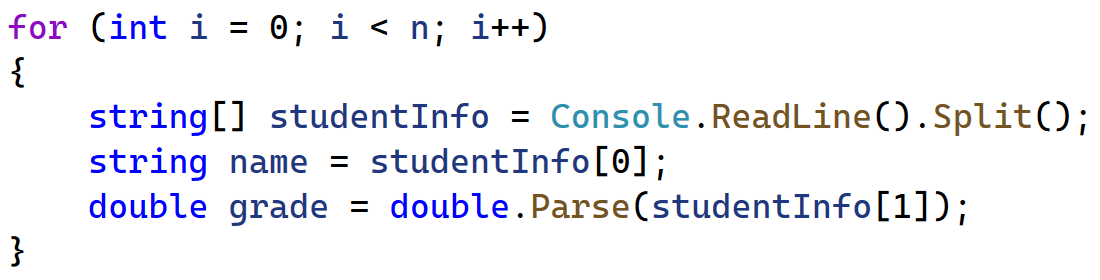 for (int i = 0; i < n; i++)
{
    string[] studentInfo = Console.ReadLine().Split();
    string name = studentInfo[0];
    double grade = double.Parse(studentInfo[1]);
}